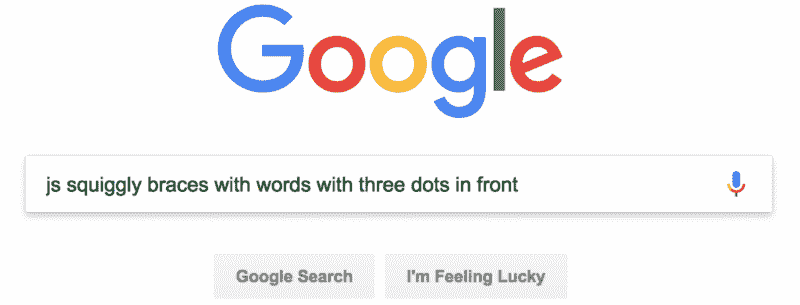 Google
js squiggly braces with words with three dots in front
Google Search I'm Feeling Lucky